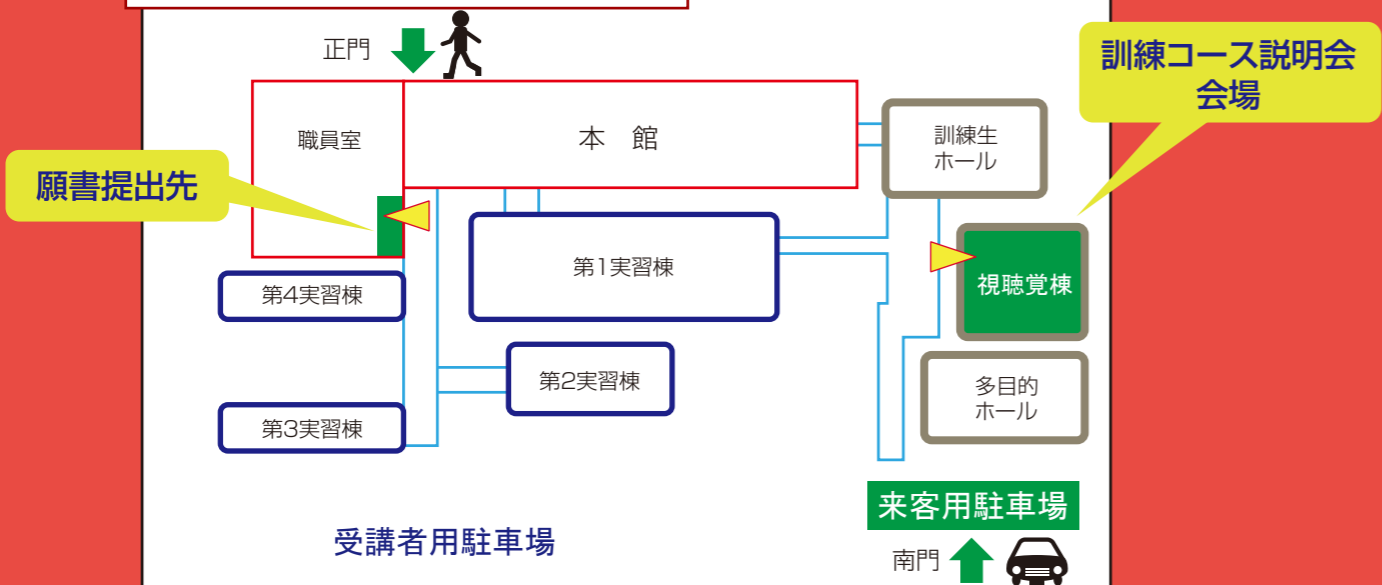 正門
訓練コース説明会
会場
職員室
本館
訓練生
ホール
願書提出先
第1実習棟
視聴覚棟
第4実習棟
第2実習棟
多目的
ホール
第3実習棟
来客用駐車場
受講者用駐車場
南門